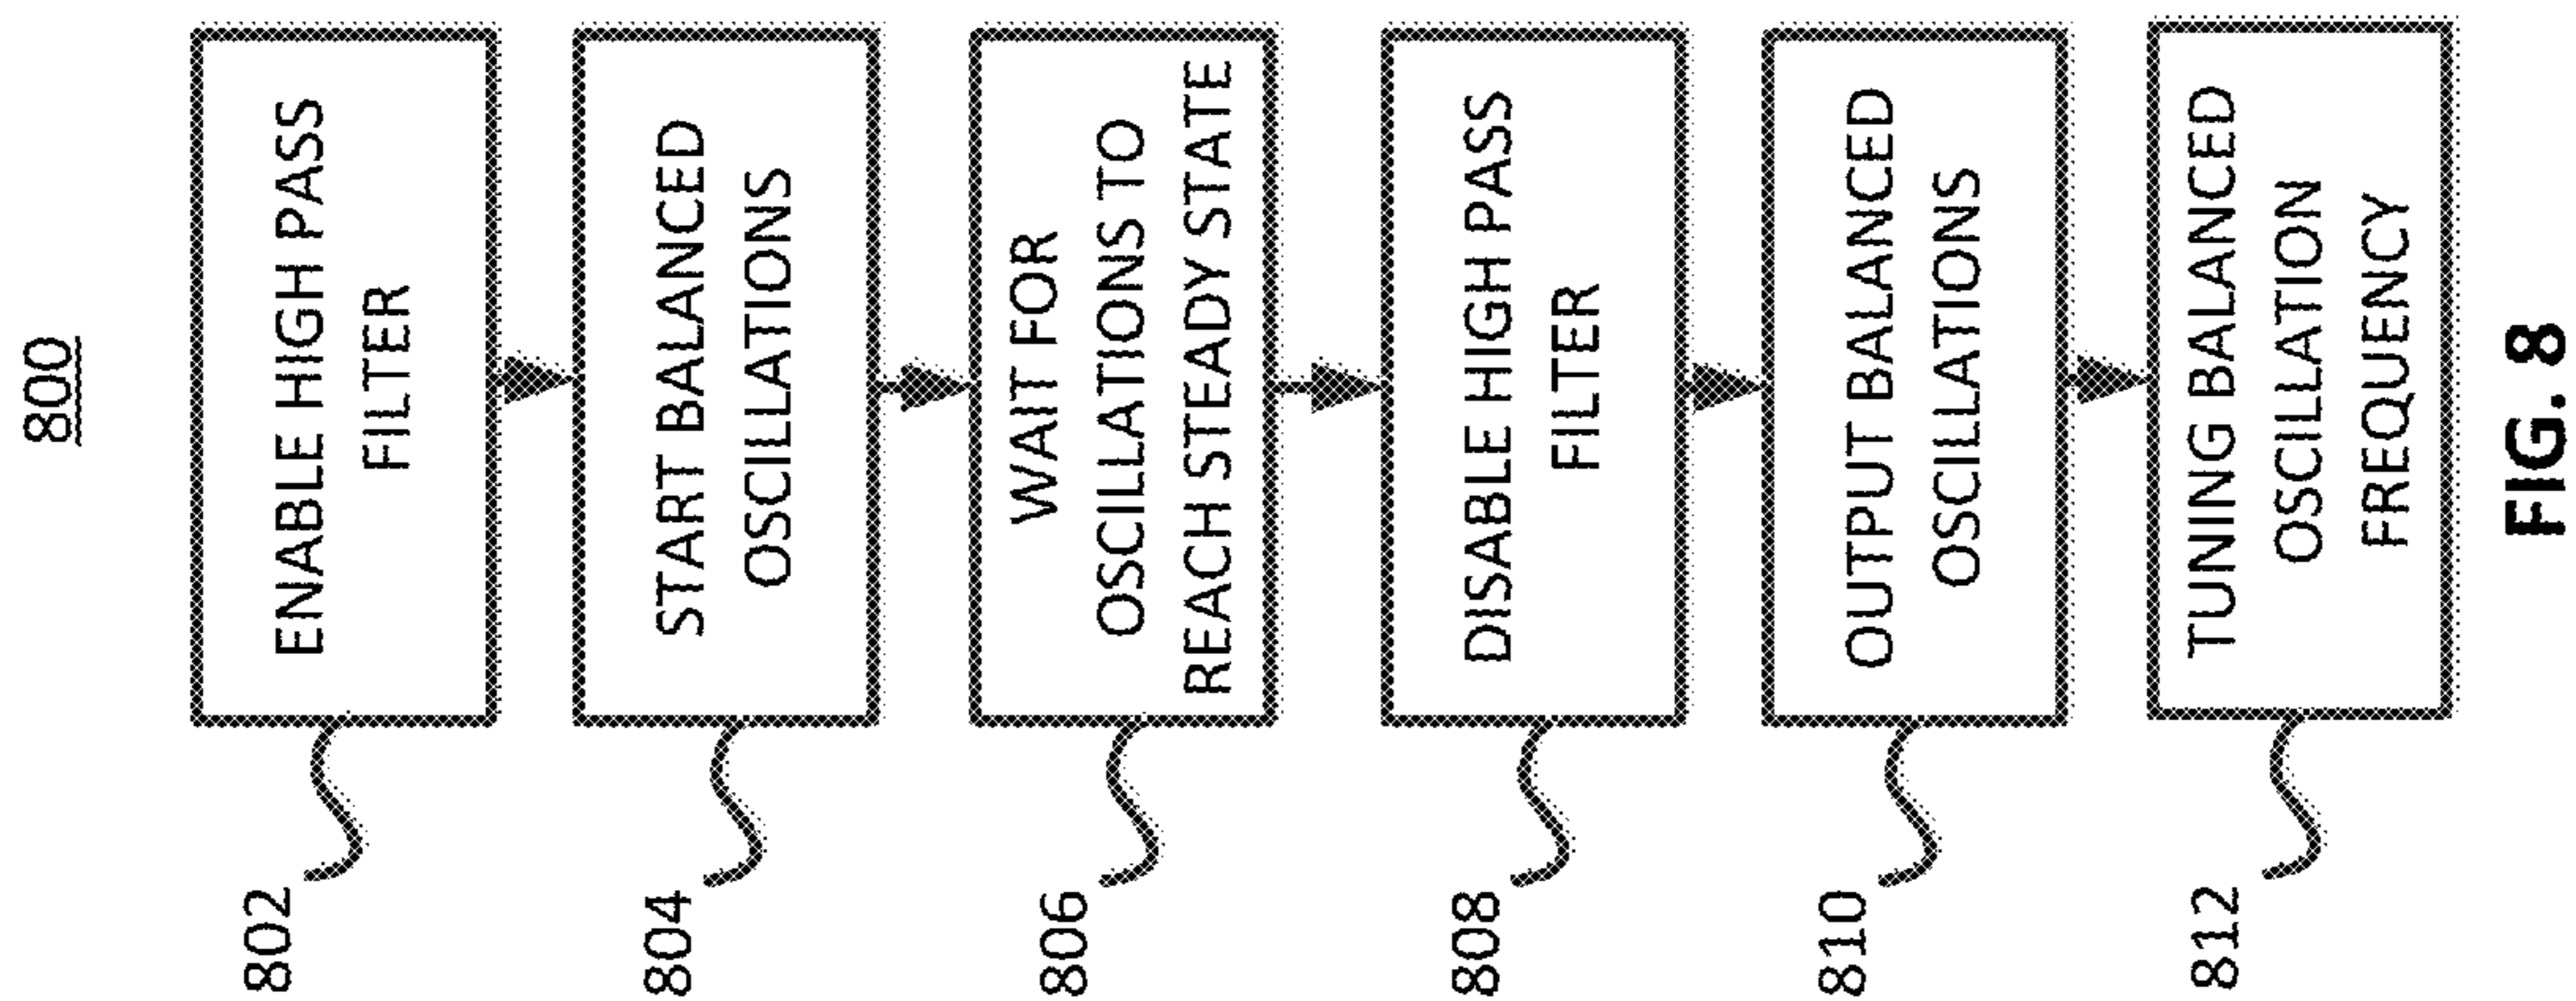 800
802
ENABLE HIGH PASS
FILTER
804
START BALANCED
OSCILLATIONS
806
WAIT FOR
OSCILLATIONS TO
REACH STEADY STATE
808
DISABLE HIGH PASS
FILTER
810
OUTPUT BALANCED
OSCILLATIONS
812
TUNING BALANCED
OSCILLATION
FREQUENCY
FIG. 8